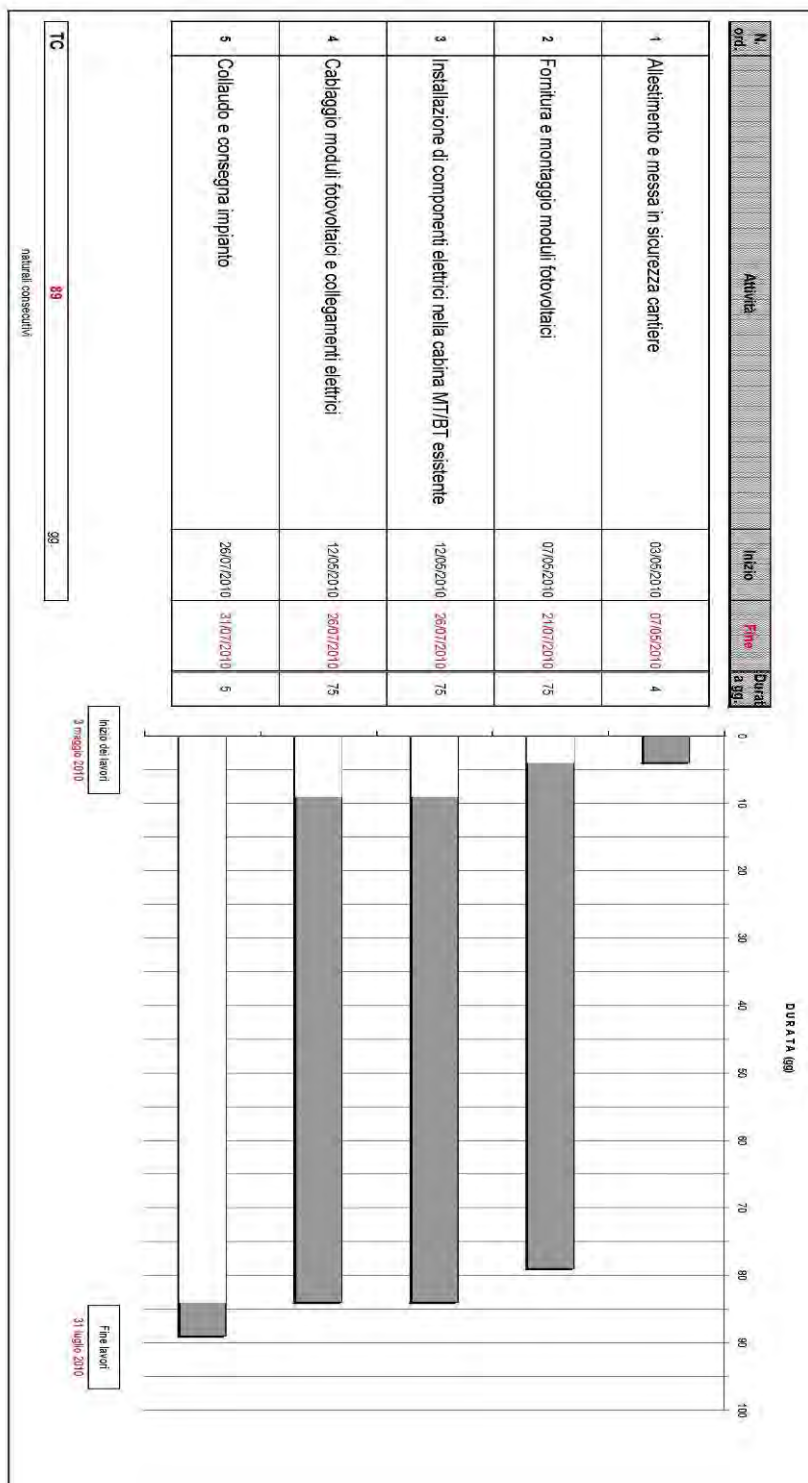 N. ord. Attività Inizio Fine Durat a gg.
1 Allestimento e messa in sicurezza cantiere 03/05/2010 07/05/2010 4
2 Fornitura e montaggio moduli fotovoltaici 07/05/2010 21/07/2010 75
3 Installazione di componenti elettrici nella cabina MT/BT esistente 12/05/2010 26/07/2010 75
4 Cablaggio moduli fotovoltaici e collegamenti elettrici 12/05/2010 26/07/2010 75
5 Collaudo e consegna impianto 26/07/2010 31/07/2010 5
TC 89 gg.
naturali consecutivi
DURATA (gg)
0 10 20 30 40 50 60 70 80 90 100
Inizio dei lavori
3 maggio 2010
Fine lavori
31 luglio 2010